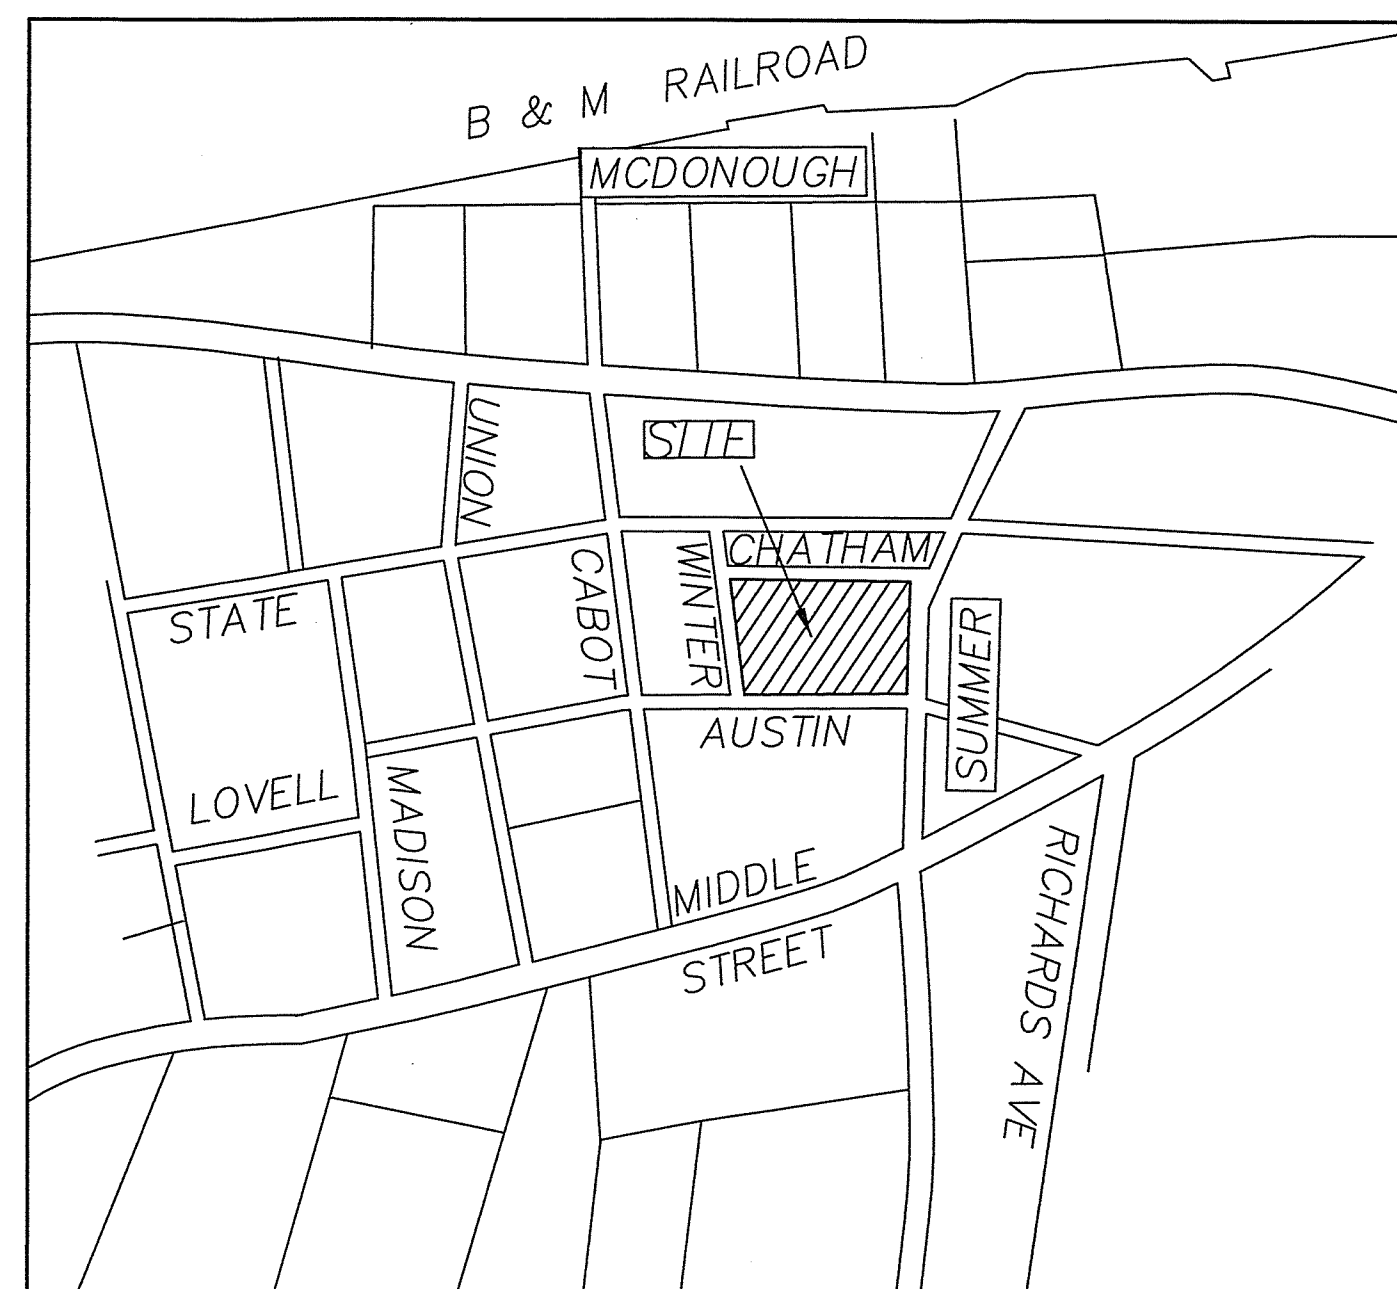 B & M RAILROAD
MCDONOUGH
UNION
SITE
CHATHAM
WINTER
CABOT
STATE
SUMMER
AUSTIN
LOVELL
MADISON
MIDDLE
STREET
RICHARDS AVE